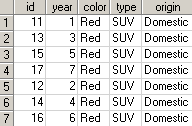 id year color type origin
1 11 1 Red SUV Domestic
2 13 3 Red SUV Domestic
3 15 5 Red SUV Domestic
4 17 7 Red SUV Domestic
5 12 2 Red SUV Domestic
6 14 4 Red SUV Domestic
7 16 6 Red SUV Domestic